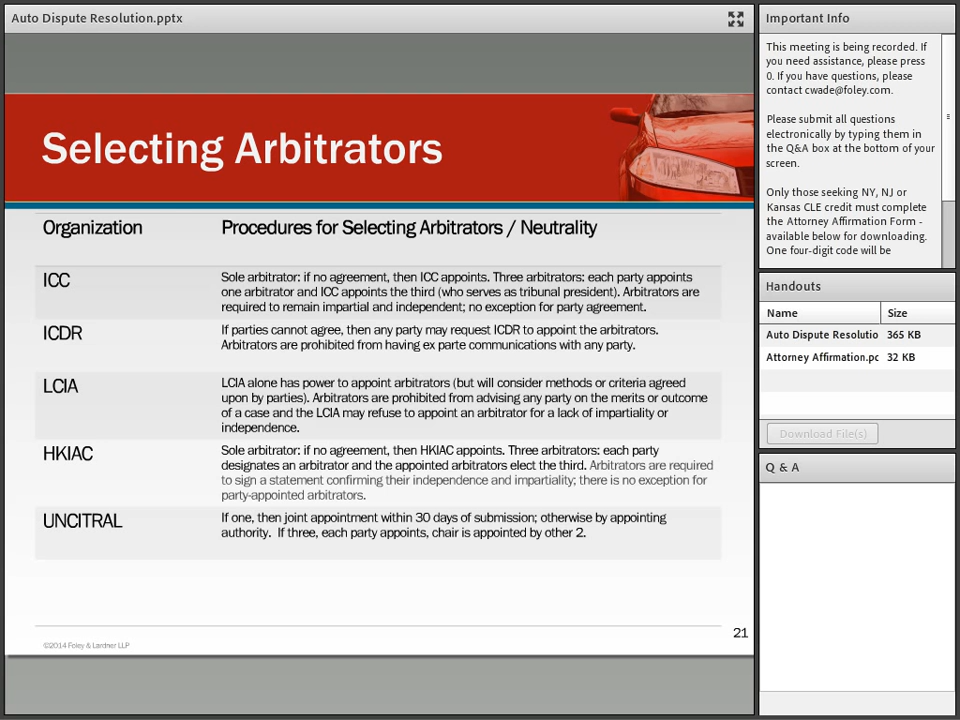 Auto Dispute Resolution.pptx
Selecting Arbitrators
Organization
Procedures for Selecting Arbitrators / Neutrality
ICC
Sole arbitrator: if no agreement, then ICC appoints. Three arbitrators: each party appoints
one arbitrator and ICC appoints the third (who serves as tribunal president). Arbitrators are
required to remain impartial and independent; no exception for party agreement.
ICDR
If parties cannot agree, then any party may request ICDR to appoint the arbitrators.
Arbitrators are prohibited from having ex parte communications with any party.
LCIA
LCIA alone has power to appoint arbitrators (but will consider methods or criteria agreed
upon by parties). Arbitrators are prohibited from advising any party on the merits or outcome
of a case and the LCIA may refuse to appoint an arbitrator for a lack of impartiality or
independence.
HKIAC
Sole arbitrator: if no agreement, then HKIAC appoints. Three arbitrators: each party
designates an arbitrator and the appointed arbitrators elect the third. Arbitrators are required
to sign a statement confirming their independence and impartiality; there is no exception for
party-appointed arbitrators.
UNCITRAL
If one, then joint appointment within 30 days of submission; otherwise by appointing
authority. If three, each party appoints, chair is appointed by other 2.
21
©2014 Foley & Lardner LLP
Important Info
This meeting is being recorded. If
you need assistance, please press
0. If you have questions, please
contact cwade@foley.com.
Please submit all questions
electronically by typing them in
the Q&A box at the bottom of your
screen.
Only those seeking NY, NJ or
Kansas CLE credit must complete
the Attorney Affirmation Form -
available below for downloading.
One four-digit code will be
Handouts
Name Size
Auto Dispute Resolutio 365 KB
Attorney Affirmation.pc 32 KB
Download File(s)
Q & A